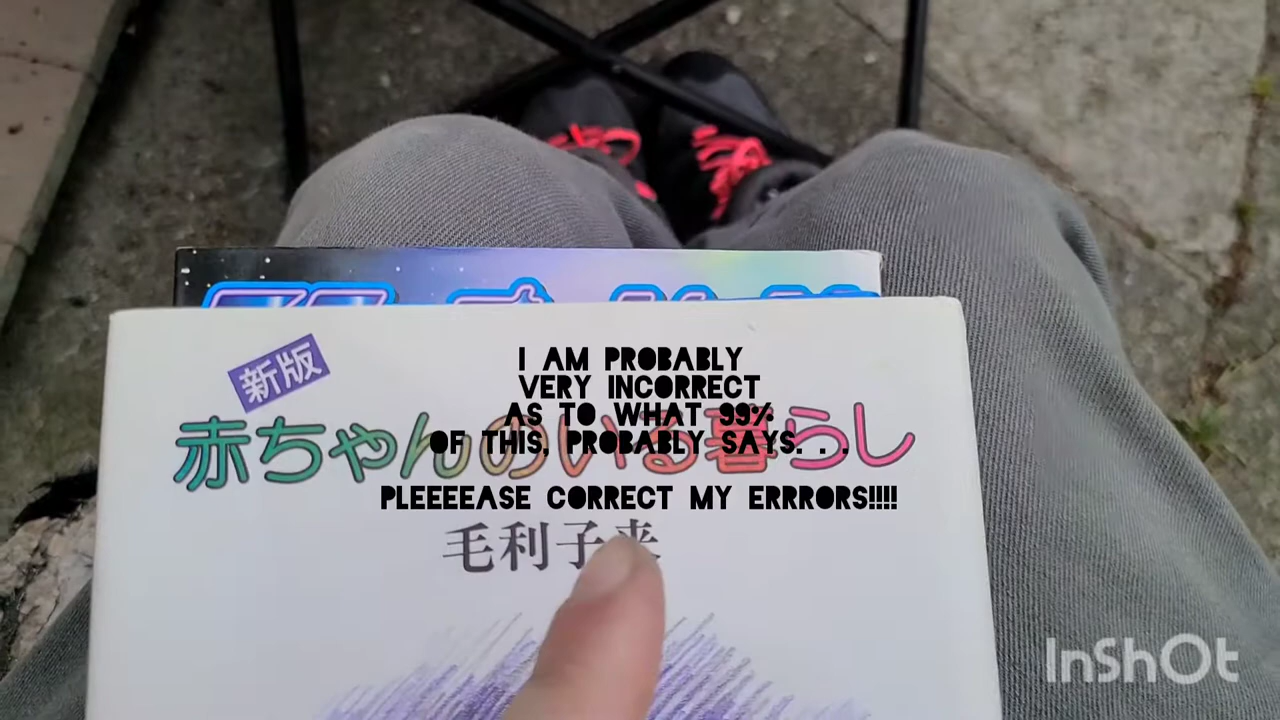 新版
赤ちゃんのいる暮らし
I AM PROBABLY
VERY INCORRECT
AS TO WHAT 99%
OF THIS, PROBABLY SAYS. . .
PLEEEEASE CORRECT MY ERRRORS!!!!
毛利子来
InShOt